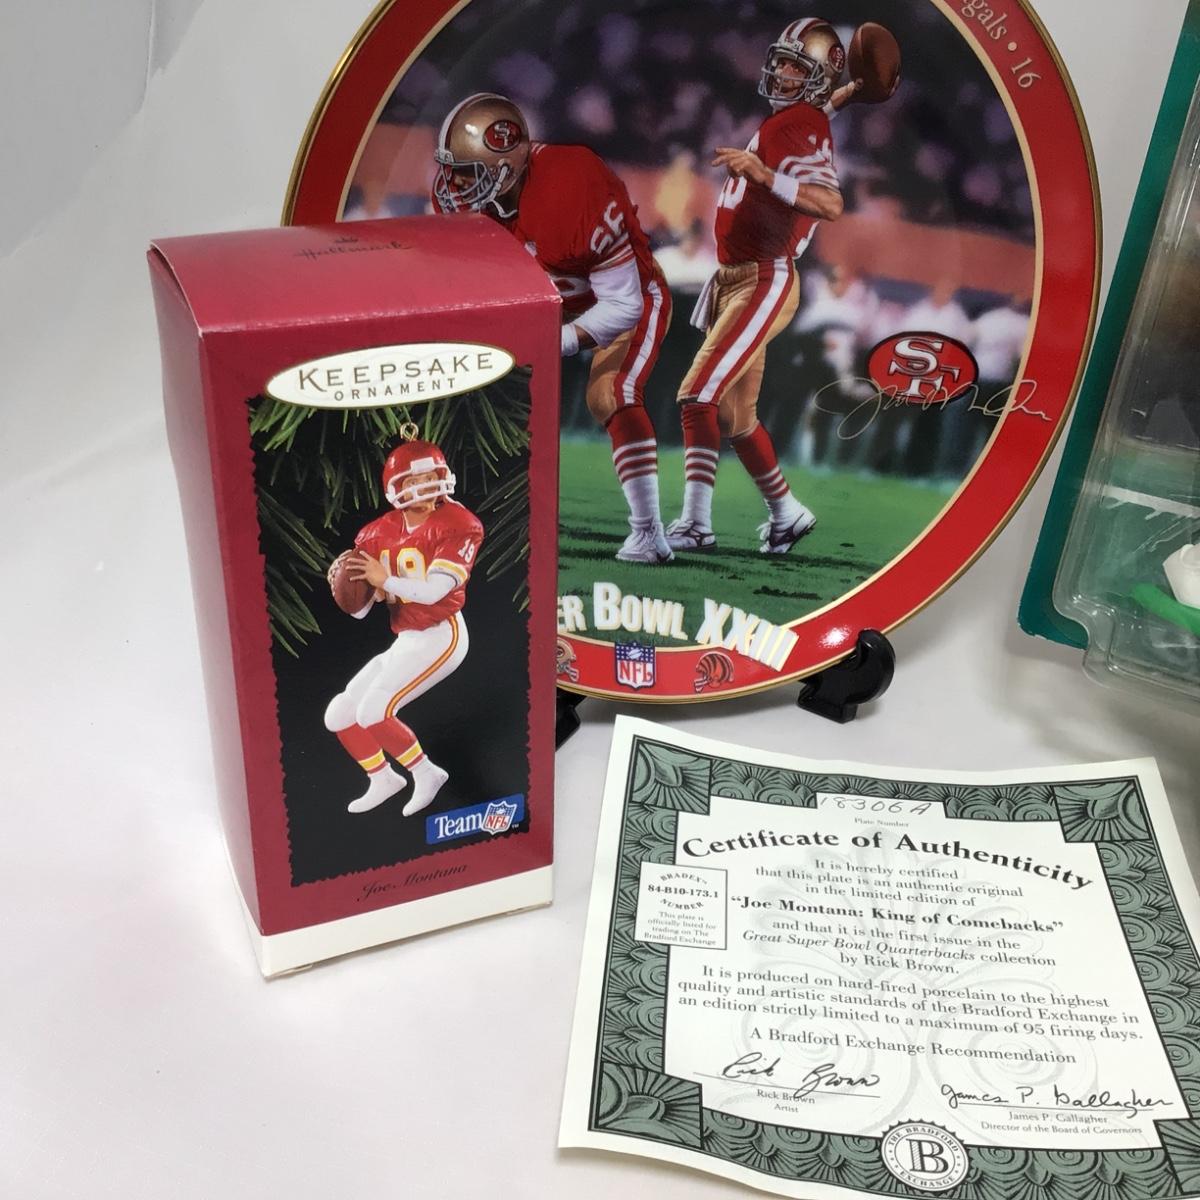 Hallmark
KEEPSAKE
ORNAMENT
19
19
Team NFL
Joe Montana
gals • 16
SF
66
SF
ER BOWL XXIII
NFL
18306A
Plate Number
Certificate of Authenticity
It is hereby certified
that this plate is an authentic original
in the limited edition of
"Joe Montana: King of Comebacks"
and that it is the first issue in the
Great Super Bowl Quarterbacks collection
by Rick Brown.
BRADEX
84-B10-173.1
NUMBER
This plate is
officially listed for
trading on The
Bradford Exchange
It is produced on hard-fired porcelain to the highest
quality and artistic standards of the Bradford Exchange in
an edition strictly limited to a maximum of 95 firing days.
A Bradford Exchange Recommendation
Rick Brown
Rick Brown
Artist
James P. Gallagher
James P. Gallagher
Director of the Board of Governors
THE BRADFORD
B
EXCHANGE